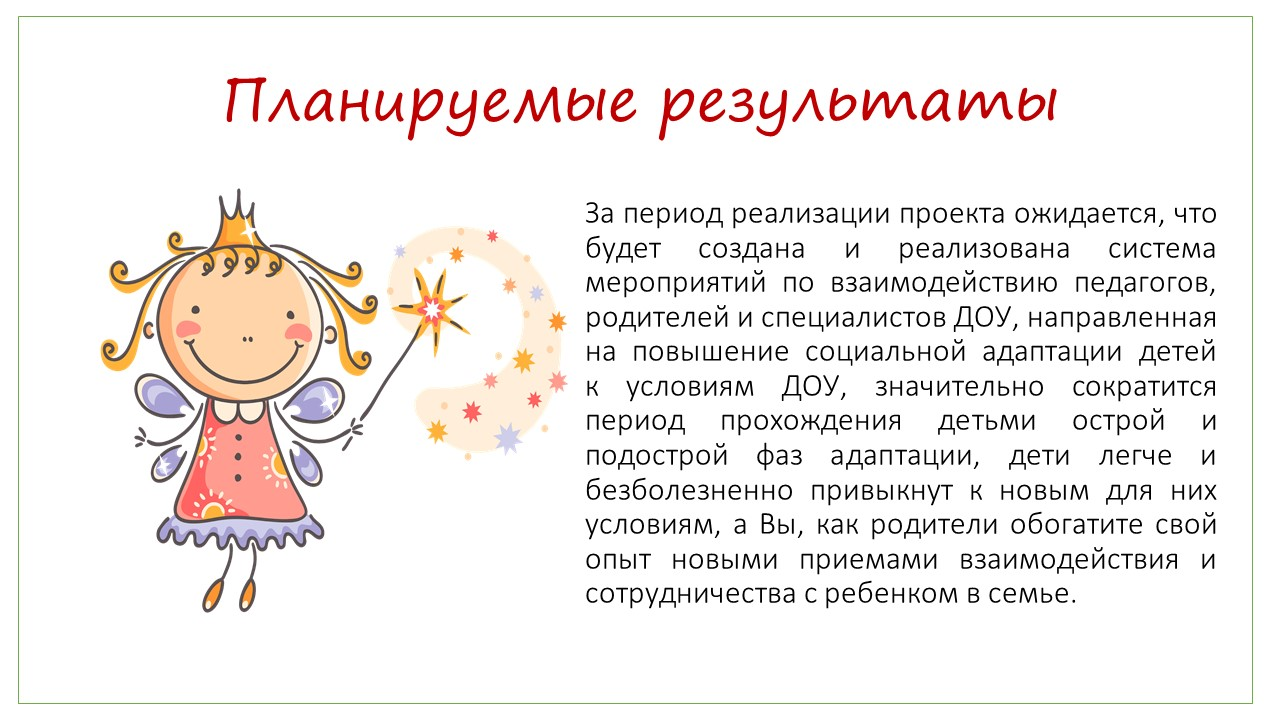 Планируемые результаты
За период реализации проекта ожидается, что
будет создана и реализована система
мероприятий по взаимодействию педагогов,
родителей и специалистов ДОУ, направленная
на повышение социальной адаптации детей
к условиям ДОУ, значительно сократится
период прохождения детьми острой и
подострой фаз адаптации, дети легче и
безболезненно привыкнут к новым для них
условиям, а Вы, как родители обогатите свой
опыт новыми приемами взаимодействия и
сотрудничества с ребенком в семье.